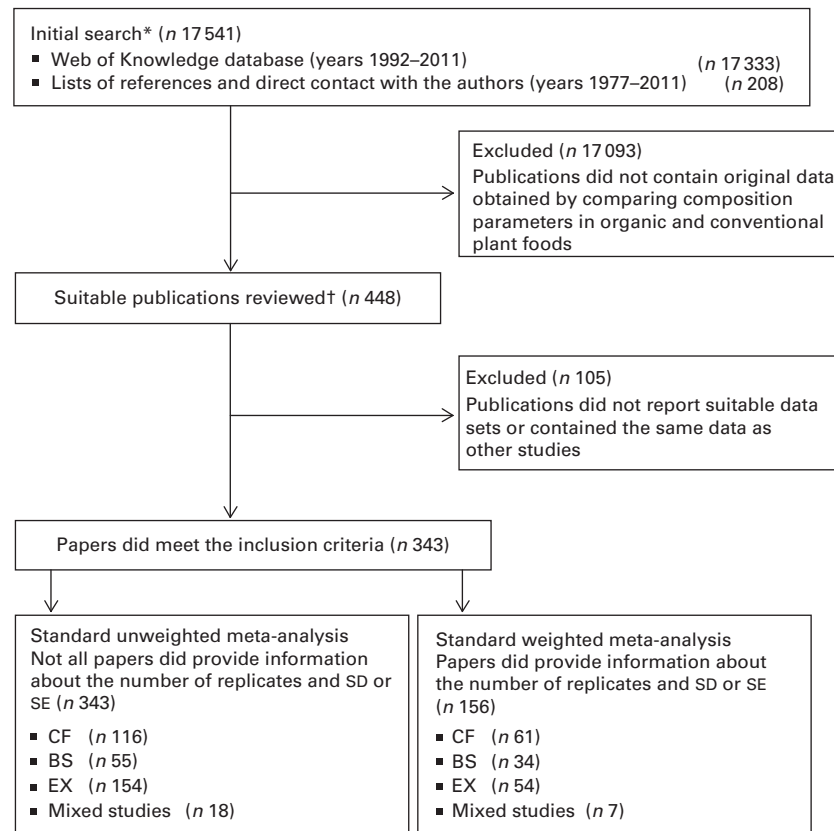 Initial search* (n 17 541)
▪ Web of Knowledge database (years 1992–2011) (n 17 333)
▪ Lists of references and direct contact with the authors (years 1977–2011) (n 208)
Excluded (n 17 093)
Publications did not contain original data
obtained by comparing composition
parameters in organic and conventional
plant foods
Suitable publications reviewed† (n 448)
Excluded (n 105)
Publications did not report suitable data
sets or contained the same data as
other studies
Papers did meet the inclusion criteria (n 343)
Standard unweighted meta-analysis
Not all papers did provide information
about the number of replicates and SD or
SE (n 343)
▪ CF (n 116)
▪ BS (n 55)
▪ EX (n 154)
▪ Mixed studies (n 18)
Standard weighted meta-analysis
Papers did provide information about
the number of replicates and SD or SE
(n 156)
▪ CF (n 61)
▪ BS (n 34)
▪ EX (n 54)
▪ Mixed studies (n 7)